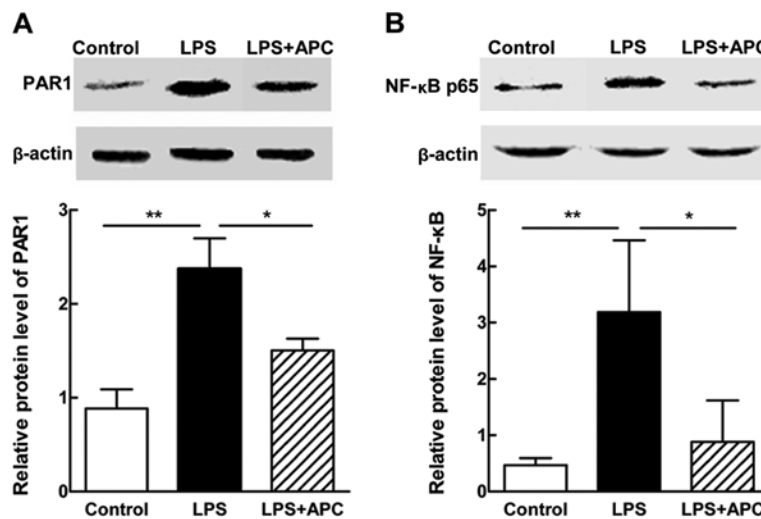 A
Control LPS LPS+APC
PAR1
β-actin
Relative protein level of PAR1
3
2
1
0
** *
Control LPS LPS+APC
B
Control LPS LPS+APC
NF-κB p65
β-actin
Relative protein level of NF-κB
5
4
3
2
1
0
** *
Control LPS LPS+APC